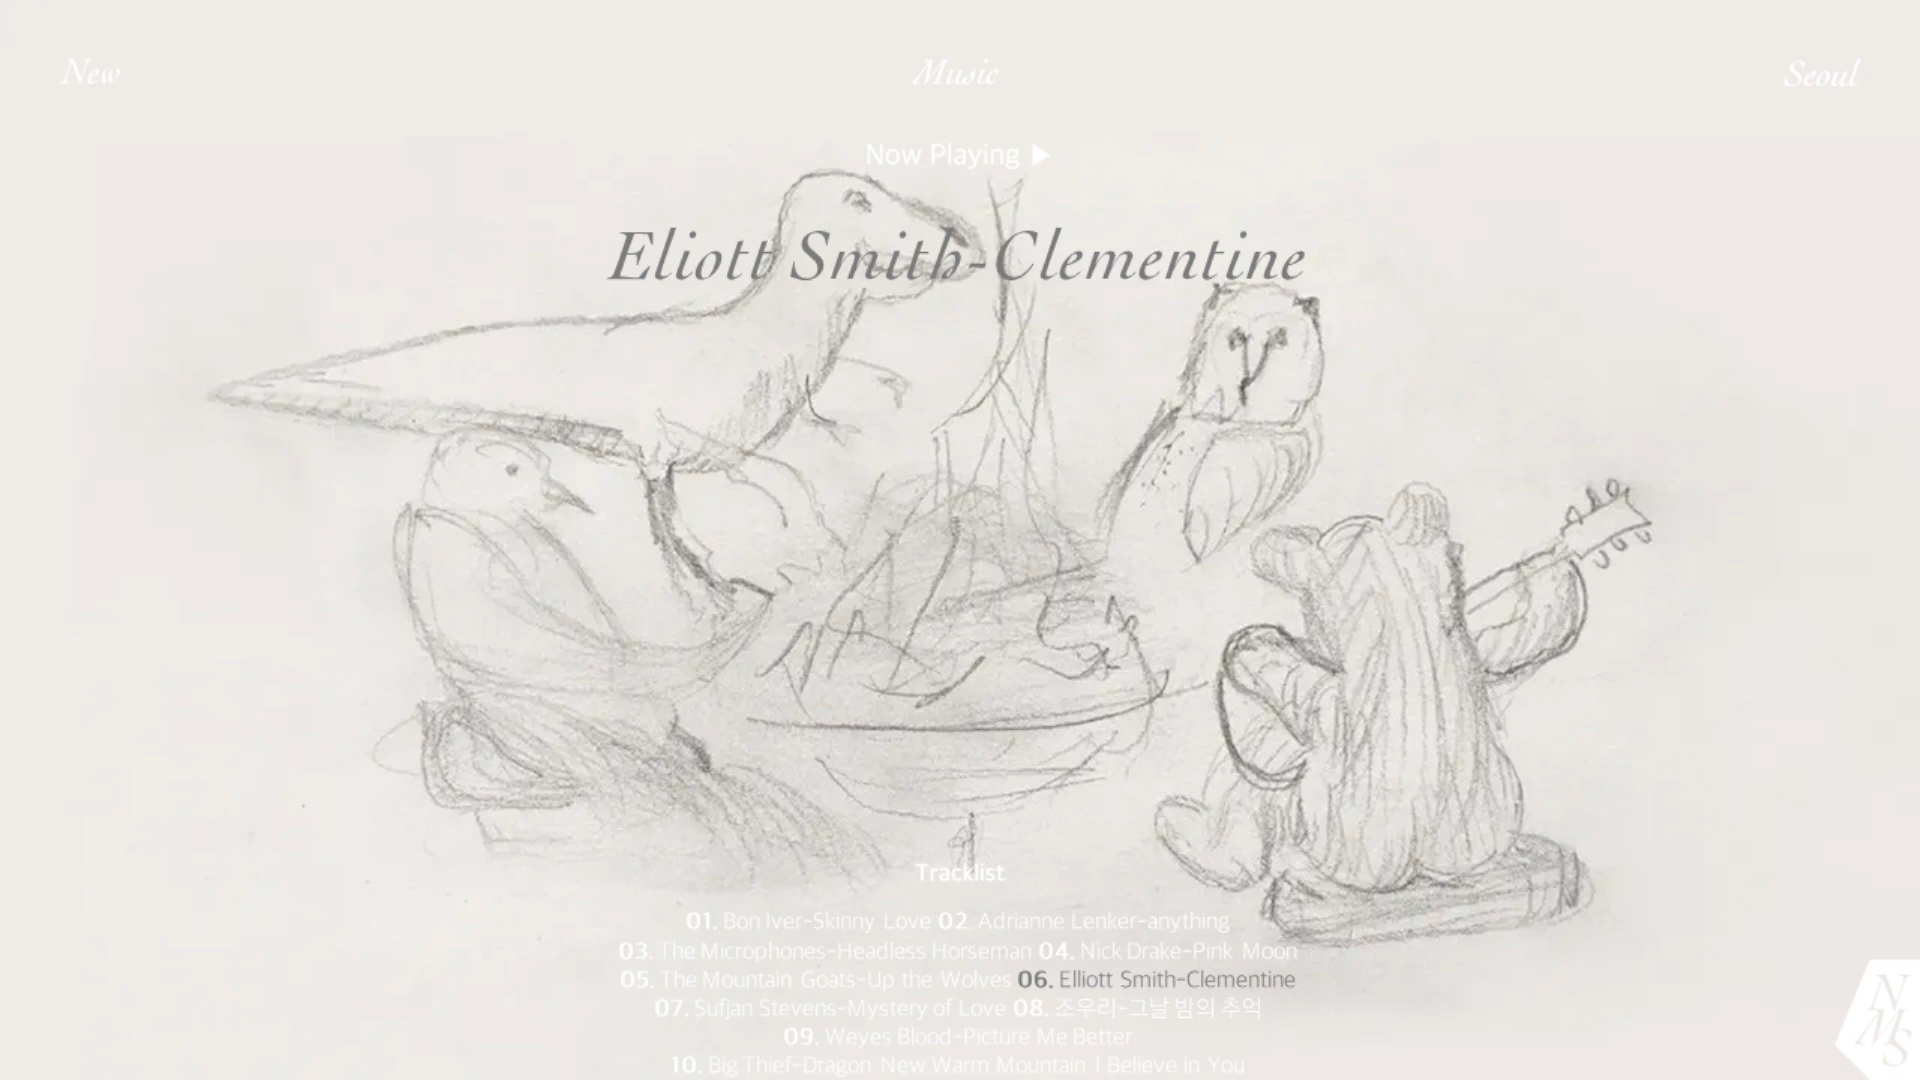 New Music Seoul
Now Playing ▶
Eliott Smith-Clementine
Tracklist
01. Bon Iver-Skinny Love 02. Adrianne Lenker-anything
03. The Microphones-Headless Horseman 04. Nick Drake-Pink Moon
05. The Mountain Goats-Up the Wolves 06. Elliott Smith-Clementine
07. Sufjan Stevens-Mystery of Love 08. 조우리-그날 밤의 추억
09. Weyes Blood-Picture Me Better
10. Big Thief-Dragon New Warm Mountain I Believe in You
NMS